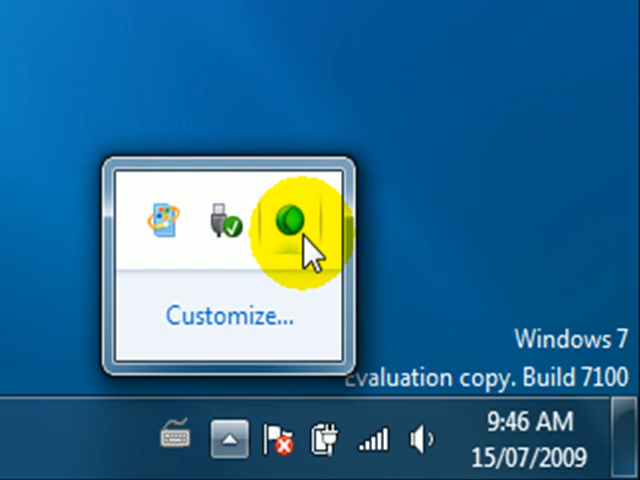 Customize...
Windows 7
Evaluation copy. Build 7100
9:46 AM
15/07/2009